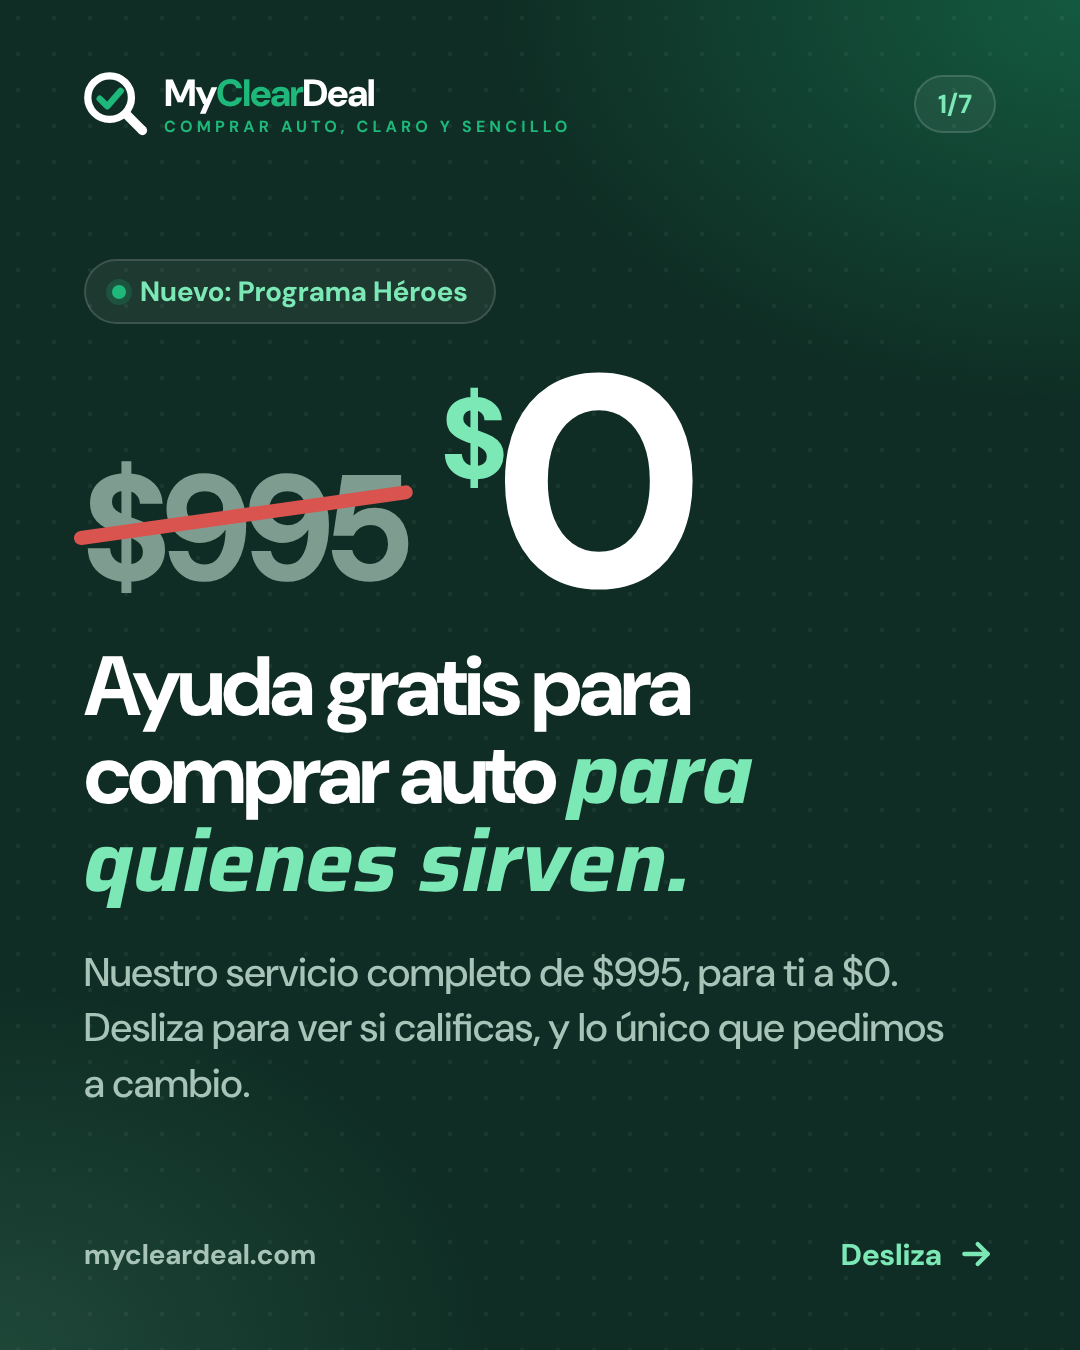 MyClearDeal
COMPRAR AUTO, CLARO Y SENCILLO
1/7
Nuevo: Programa Héroes
$995 $0
Ayuda gratis para
comprar auto para
quienes sirven.
Nuestro servicio completo de $995, para ti a $0.
Desliza para ver si calificas, y lo único que pedimos
a cambio.
mycleardeal.com
Desliza →